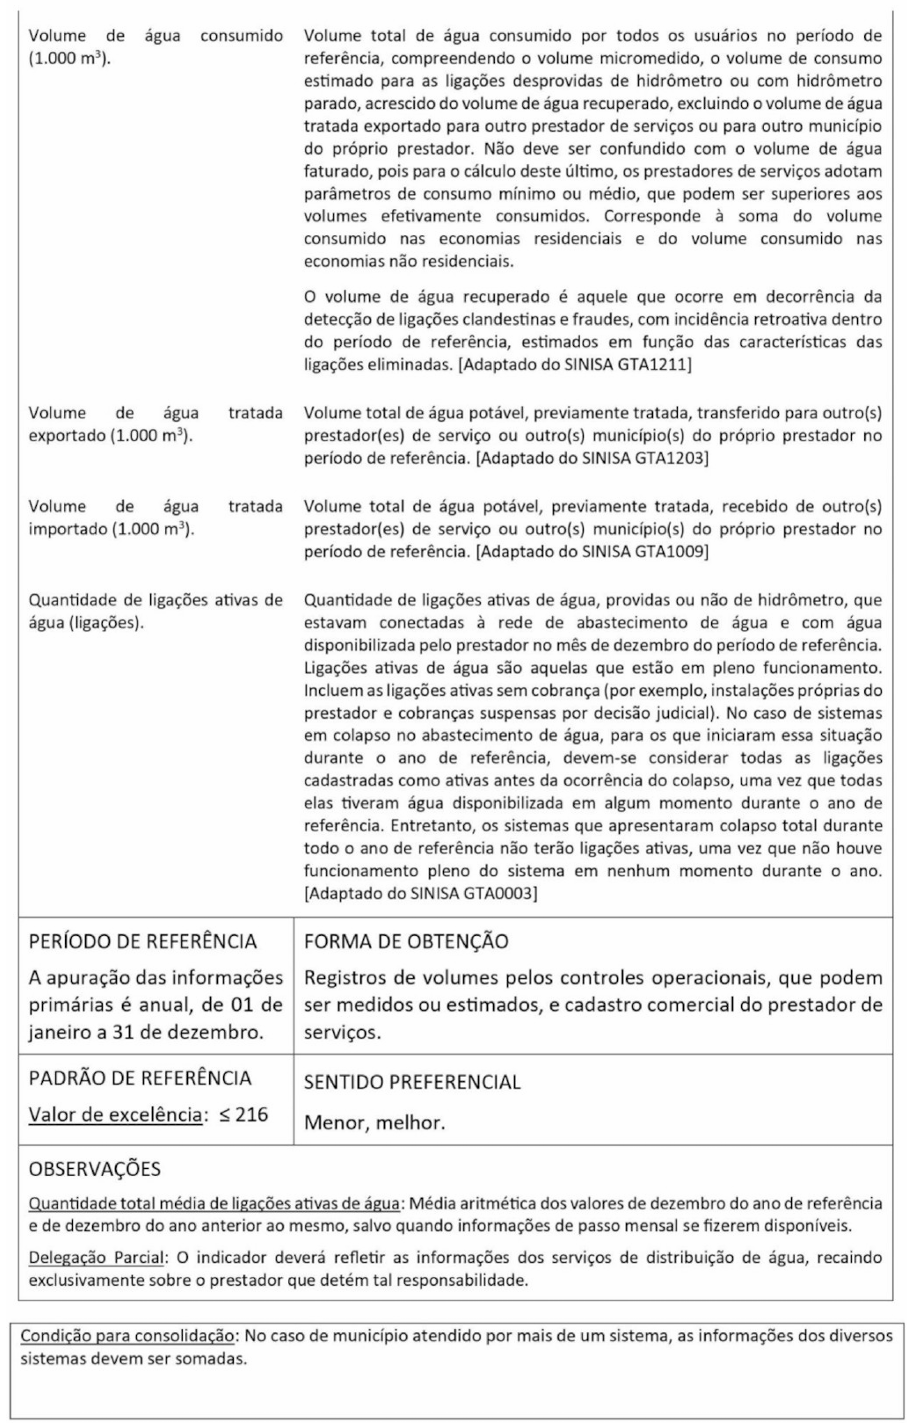 Volume de água consumido
(1.000 m³).
Volume total de água consumido por todos os usuários no período de
referência, compreendendo o volume micromedido, o volume de consumo
estimado para as ligações desprovidas de hidrômetro ou com hidrômetro
parado, acrescido do volume de água recuperado, excluindo o volume de água
tratada exportado para outro prestador de serviços ou para outro município
do próprio prestador. Não deve ser confundido com o volume de água
faturado, pois para o cálculo deste último, os prestadores de serviços adotam
parâmetros de consumo mínimo ou médio, que podem ser superiores aos
volumes efetivamente consumidos. Corresponde à soma do volume
consumido nas economias residenciais e do volume consumido nas
economias não residenciais.
O volume de água recuperado é aquele que ocorre em decorrência da
detecção de ligações clandestinas e fraudes, com incidência retroativa dentro
do período de referência, estimados em função das características das
ligações eliminadas. [Adaptado do SINISA GTA1211]
Volume de água tratada
exportado (1.000 m³).
Volume total de água potável, previamente tratada, transferido para outro(s)
prestador(es) de serviço ou outro(s) município(s) do próprio prestador no
período de referência. [Adaptado do SINISA GTA1203]
Volume de água tratada
importado (1.000 m³).
Volume total de água potável, previamente tratada, recebido de outro(s)
prestador(es) de serviço ou outro(s) município(s) do próprio prestador no
período de referência. [Adaptado do SINISA GTA1009]
Quantidade de ligações ativas de
água (ligações).
Quantidade de ligações ativas de água, providas ou não de hidrômetro, que
estavam conectadas à rede de abastecimento de água e com água
disponibilizada pelo prestador no mês de dezembro do período de referência.
Ligações ativas de água são aquelas que estão em pleno funcionamento.
Incluem as ligações ativas sem cobrança (por exemplo, instalações próprias do
prestador e cobranças suspensas por decisão judicial). No caso de sistemas
em colapso no abastecimento de água, para os que iniciaram essa situação
durante o ano de referência, devem-se considerar todas as ligações
cadastradas como ativas antes da ocorrência do colapso, uma vez que todas
elas tiveram água disponibilizada em algum momento durante o ano de
referência. Entretanto, os sistemas que apresentaram colapso total durante
todo o ano de referência não terão ligações ativas, uma vez que não houve
funcionamento pleno do sistema em nenhum momento durante o ano.
[Adaptado do SINISA GTA0003]
PERÍODO DE REFERÊNCIA
A apuração das informações
primárias é anual, de 01 de
janeiro a 31 de dezembro.
FORMA DE OBTENÇÃO
Registros de volumes pelos controles operacionais, que podem
ser medidos ou estimados, e cadastro comercial do prestador de
serviços.
PADRÃO DE REFERÊNCIA
Valor de excelência: ≤ 216
SENTIDO PREFERENCIAL
Menor, melhor.
OBSERVAÇÕES
Quantidade total média de ligações ativas de água: Média aritmética dos valores de dezembro do ano de referência
e de dezembro do ano anterior ao mesmo, salvo quando informações de passo mensal se fizerem disponíveis.
Delegação Parcial: O indicador deverá refletir as informações dos serviços de distribuição de água, recaindo
exclusivamente sobre o prestador que detém tal responsabilidade.
Condição para consolidação: No caso de município atendido por mais de um sistema, as informações dos diversos
sistemas devem ser somadas.